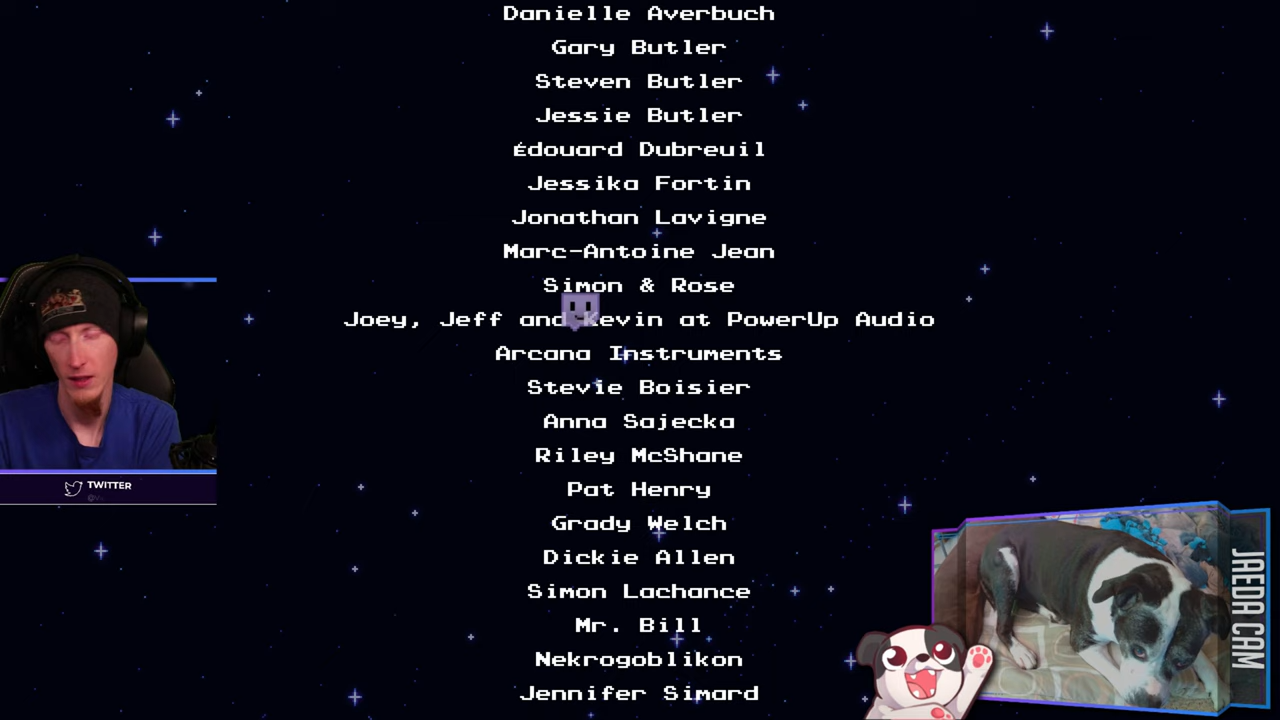 Danielle Averbuch
Gary Butler
Steven Butler
Jessie Butler
Édouard Dubreuil
Jessika Fortin
Jonathan Lavigne
Marc-Antoine Jean
Simon & Rose
Joey, Jeff and Kevin at PowerUp Audio
Arcana Instruments
Stevie Boisier
Anna Sajecka
Riley McShane
Pat Henry
Grady Welch
Dickie Allen
Simon Lachance
Mr. Bill
Nekrogoblikon
Jennifer Simard
TWITTER
JAEDA CAM